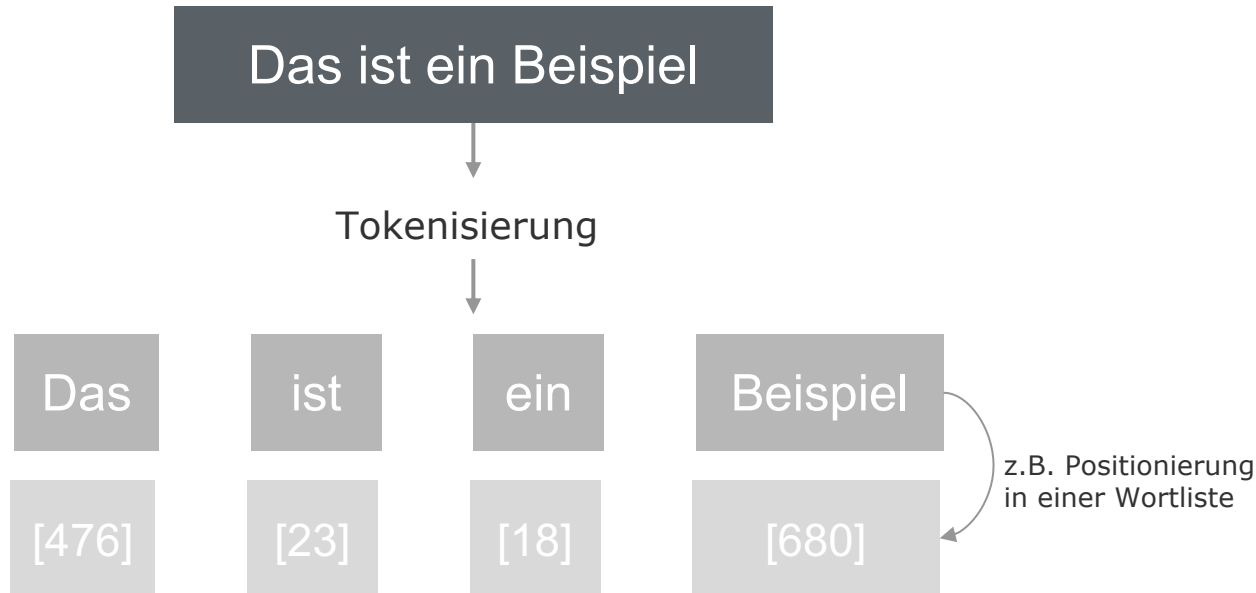 Das ist ein Beispiel
Tokenisierung
Das ist ein Beispiel
z.B. Positionierung
in einer Wortliste
[476] [23] [18] [680]